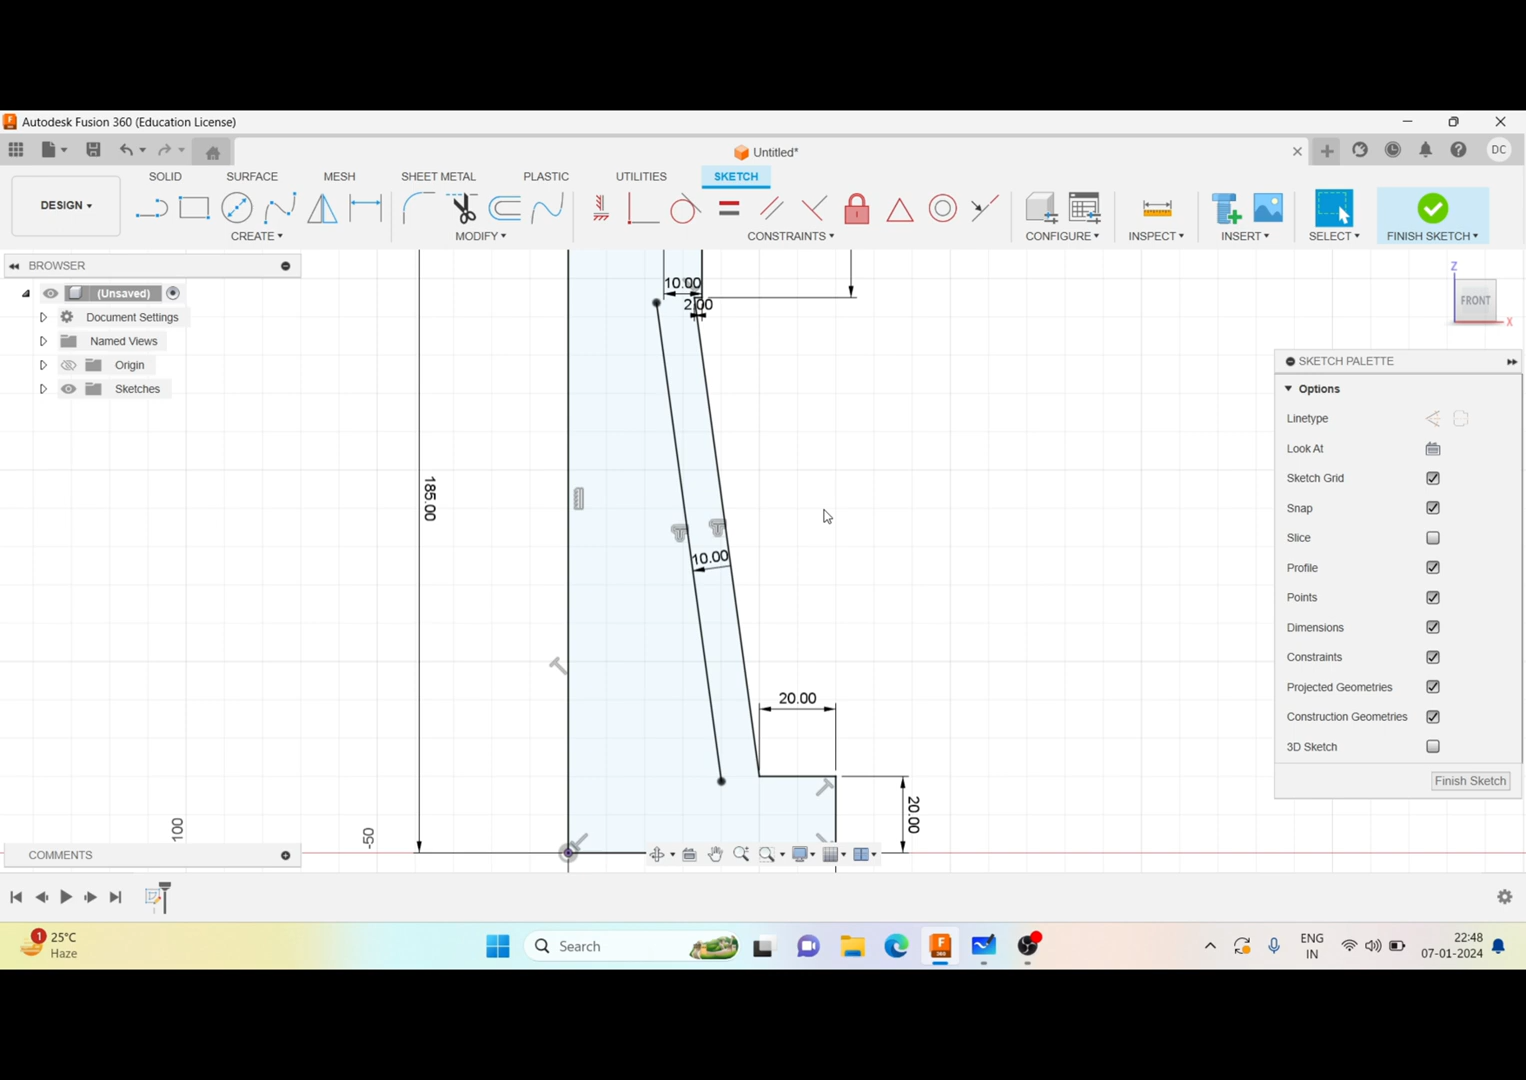 Autodesk Fusion 360 (Education License)
Untitled*
DC
SOLID SURFACE MESH SHEET METAL PLASTIC UTILITIES SKETCH
DESIGN
CREATE MODIFY CONSTRAINTS CONFIGURE INSPECT INSERT SELECT FINISH SKETCH
BROWSER
(Unsaved)
Document Settings
Named Views
Origin
Sketches
Z
FRONT
X
10.00
2.00
185.00
10.00
20.00
20.00
100
-50
SKETCH PALETTE
Options
Linetype
Look At
Sketch Grid
Snap
Slice
Profile
Points
Dimensions
Constraints
Projected Geometries
Construction Geometries
3D Sketch
Finish Sketch
COMMENTS
1
25°C
Haze
Search
F
360
ENG
IN
22:48
07-01-2024